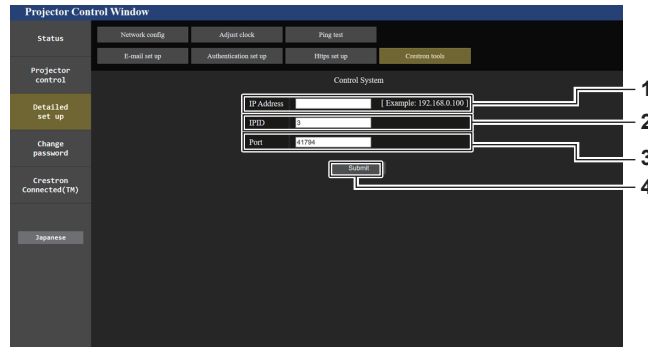 Projector Control Window
Status
Network config
Adjust clock
Ping test
E-mail set up
Authentication set up
Https set up
Crestron tools
Projector
control
Detailed
set up
Change
password
Crestron
Connected(TM)
Japanese
Control System
IP Address
[ Example: 192.168.0.100 ]
IPID
3
Port
41794
Submit
1
2
3
4